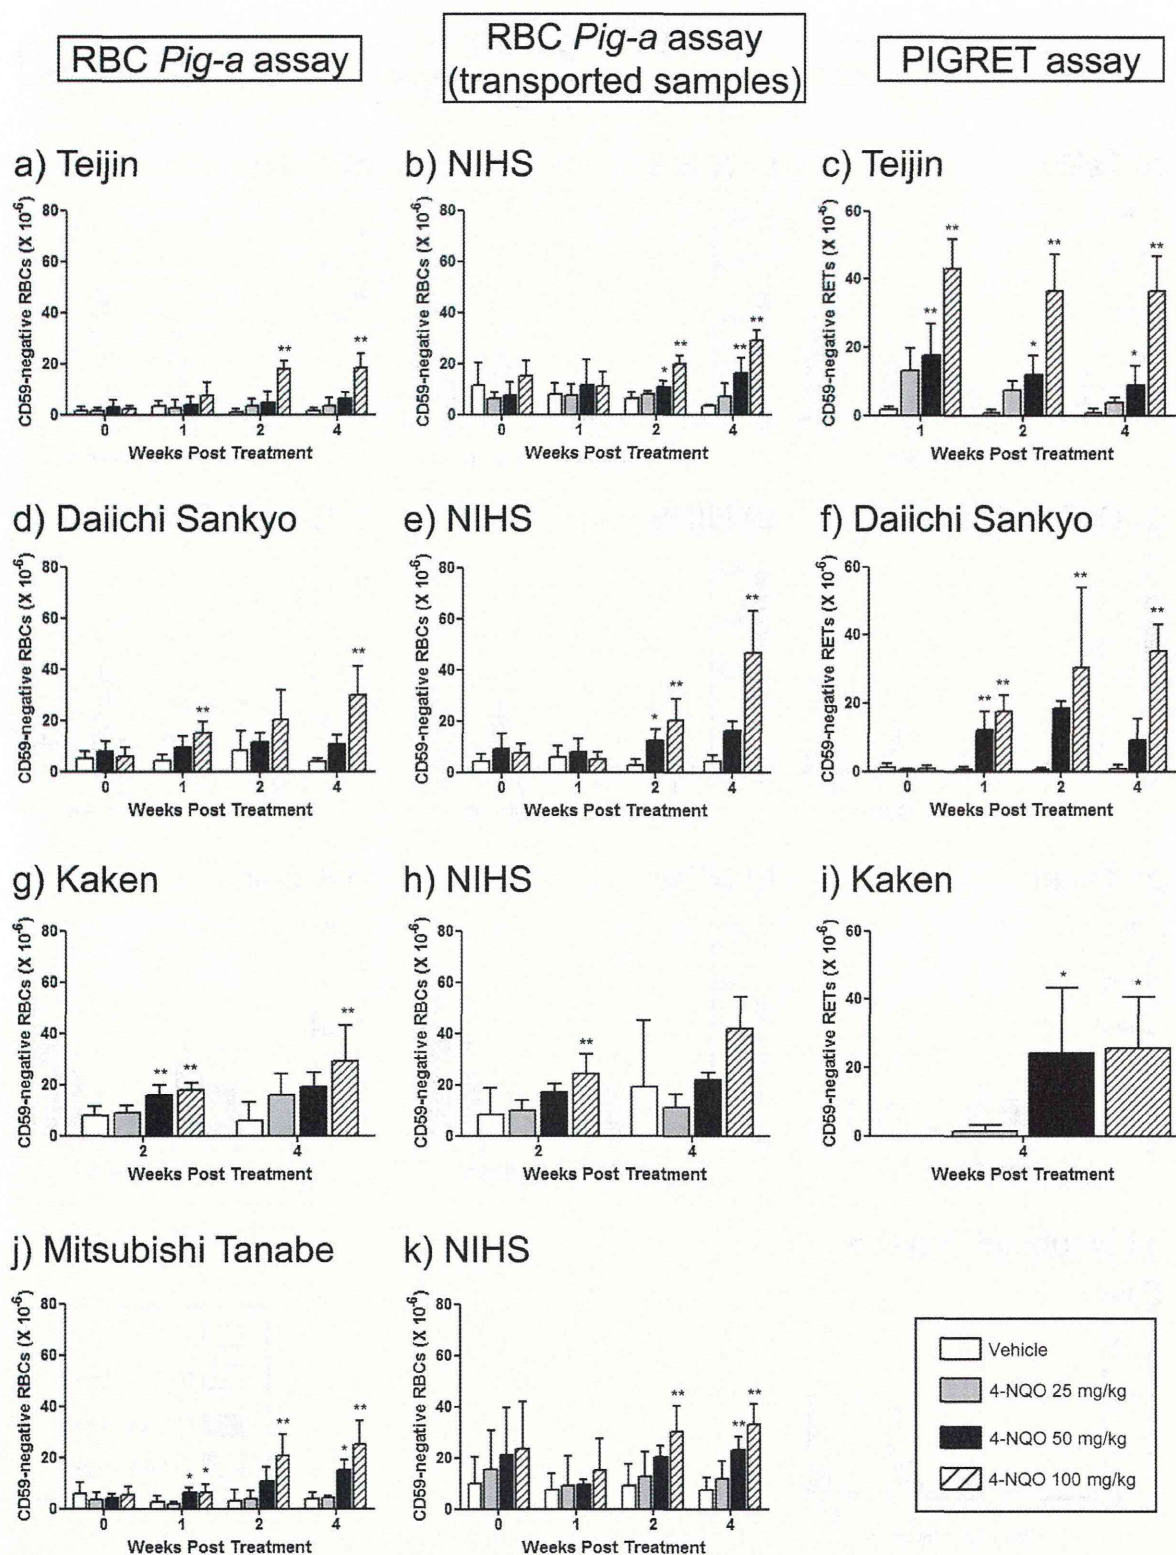 RBC Pig-a assay
RBC Pig-a assay
(transported samples)
PIGRET assay
a) Teijin
CD59-negative RBCs (X 10-6)
80
60
40
20
0
** **
0 1 2 4
Weeks Post Treatment
b) NIHS
CD59-negative RBCs (X 10-6)
80
60
40
20
0
* ** ** **
0 1 2 4
Weeks Post Treatment
c) Teijin
CD59-negative RETs (X 10-6)
60
40
20
0
** ** * ** * **
1 2 4
Weeks Post Treatment
d) Daiichi Sankyo
CD59-negative RBCs (X 10-6)
80
60
40
20
0
** **
0 1 2 4
Weeks Post Treatment
e) NIHS
CD59-negative RBCs (X 10-6)
80
60
40
20
0
* ** **
0 1 2 4
Weeks Post Treatment
f) Daiichi Sankyo
CD59-negative RETs (X 10-6)
60
40
20
0
** ** ** **
0 1 2 4
Weeks Post Treatment
g) Kaken
CD59-negative RBCs (X 10-6)
80
60
40
20
0
** ** **
2 4
Weeks Post Treatment
h) NIHS
CD59-negative RBCs (X 10-6)
80
60
40
20
0
**
2 4
Weeks Post Treatment
i) Kaken
CD59-negative RETs (X 10-6)
60
40
20
0
* *
4
Weeks Post Treatment
j) Mitsubishi Tanabe
CD59-negative RBCs (X 10-6)
80
60
40
20
0
* * ** * **
0 1 2 4
Weeks Post Treatment
k) NIHS
CD59-negative RBCs (X 10-6)
80
60
40
20
0
** ** **
0 1 2 4
Weeks Post Treatment
Vehicle
4-NQO 25 mg/kg
4-NQO 50 mg/kg
4-NQO 100 mg/kg